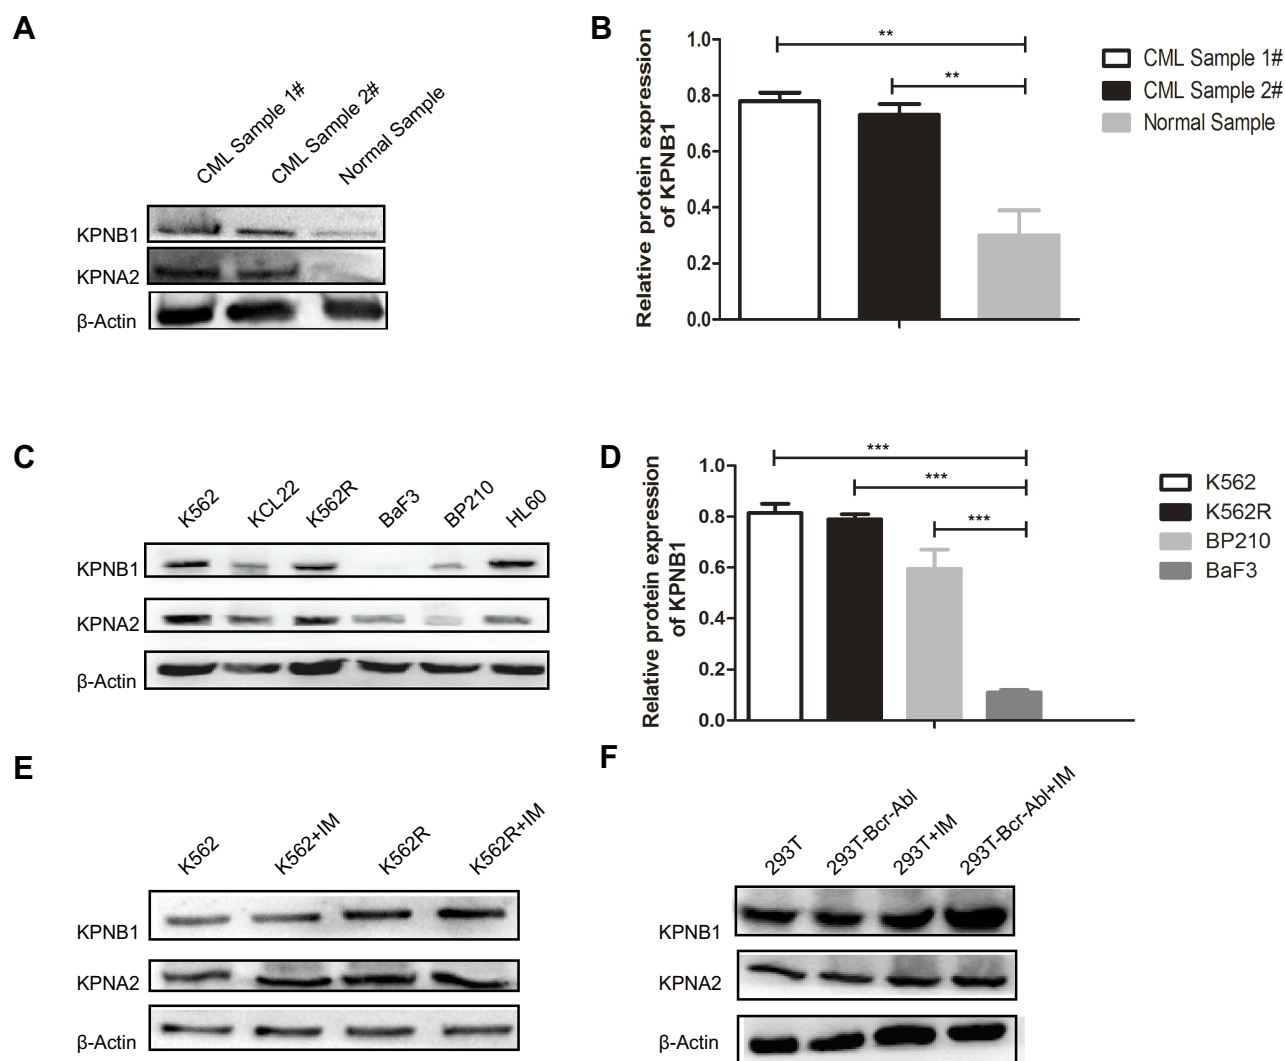 A
CML Sample 1#
CML Sample 2#
Normal Sample
KPNB1
KPNA2
β-Actin
B
Relative protein expression
of KPNB1
1.0
0.8
0.6
0.4
0.2
0.0
**
**
CML Sample 1#
CML Sample 2#
Normal Sample
C
K562
KCL22
K562R
BaF3
BP210
HL60
KPNB1
KPNA2
β-Actin
D
Relative protein expression
of KPNB1
1.0
0.8
0.6
0.4
0.2
0.0
***
***
***
K562
K562R
BP210
BaF3
E
K562
K562+IM
K562R
K562R+IM
KPNB1
KPNA2
β-Actin
F
293T
293T-Bcr-Abl
293T+IM
293T-Bcr-Abl+IM
KPNB1
KPNA2
β-Actin